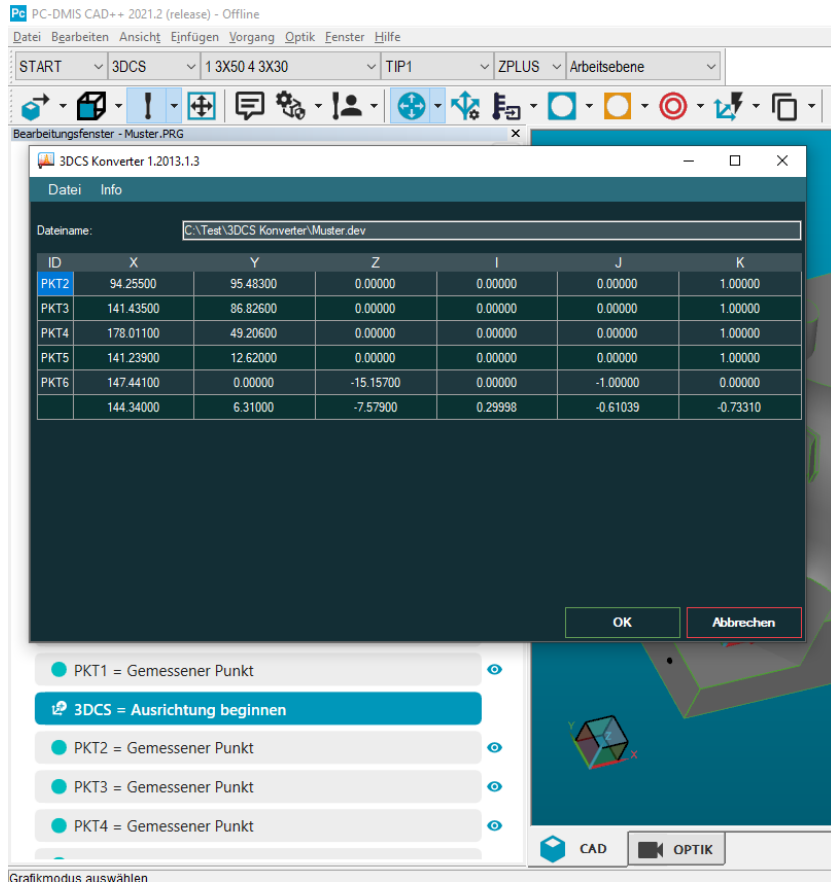 Pc PC-DMIS CAD++ 2021.2 (release) - Offline
Datei Bearbeiten Ansicht Einfügen Vorgang Optik Fenster Hilfe
START 3DCS 1 3X50 4 3X30 TIP1 ZPLUS Arbeitsebene
Bearbeitungsfenster - Muster.PRG
3DCS Konverter 1.2013.1.3
Datei Info
Dateiname: C:\Test\3DCS Konverter\Muster.dev
ID X Y Z I J K
PKT2 94.25500 95.48300 0.00000 0.00000 0.00000 1.00000
PKT3 141.43500 86.82600 0.00000 0.00000 0.00000 1.00000
PKT4 178.01100 49.20600 0.00000 0.00000 0.00000 1.00000
PKT5 141.23900 12.62000 0.00000 0.00000 0.00000 1.00000
PKT6 147.44100 0.00000 -15.15700 0.00000 -1.00000 0.00000
144.34000 6.31000 -7.57900 0.29998 -0.61039 -0.73310
OK Abbrechen
PKT1 = Gemessener Punkt
3DCS = Ausrichtung beginnen
PKT2 = Gemessener Punkt
PKT3 = Gemessener Punkt
PKT4 = Gemessener Punkt
Y Z X
CAD OPTIK
Grafikmodus auswählen